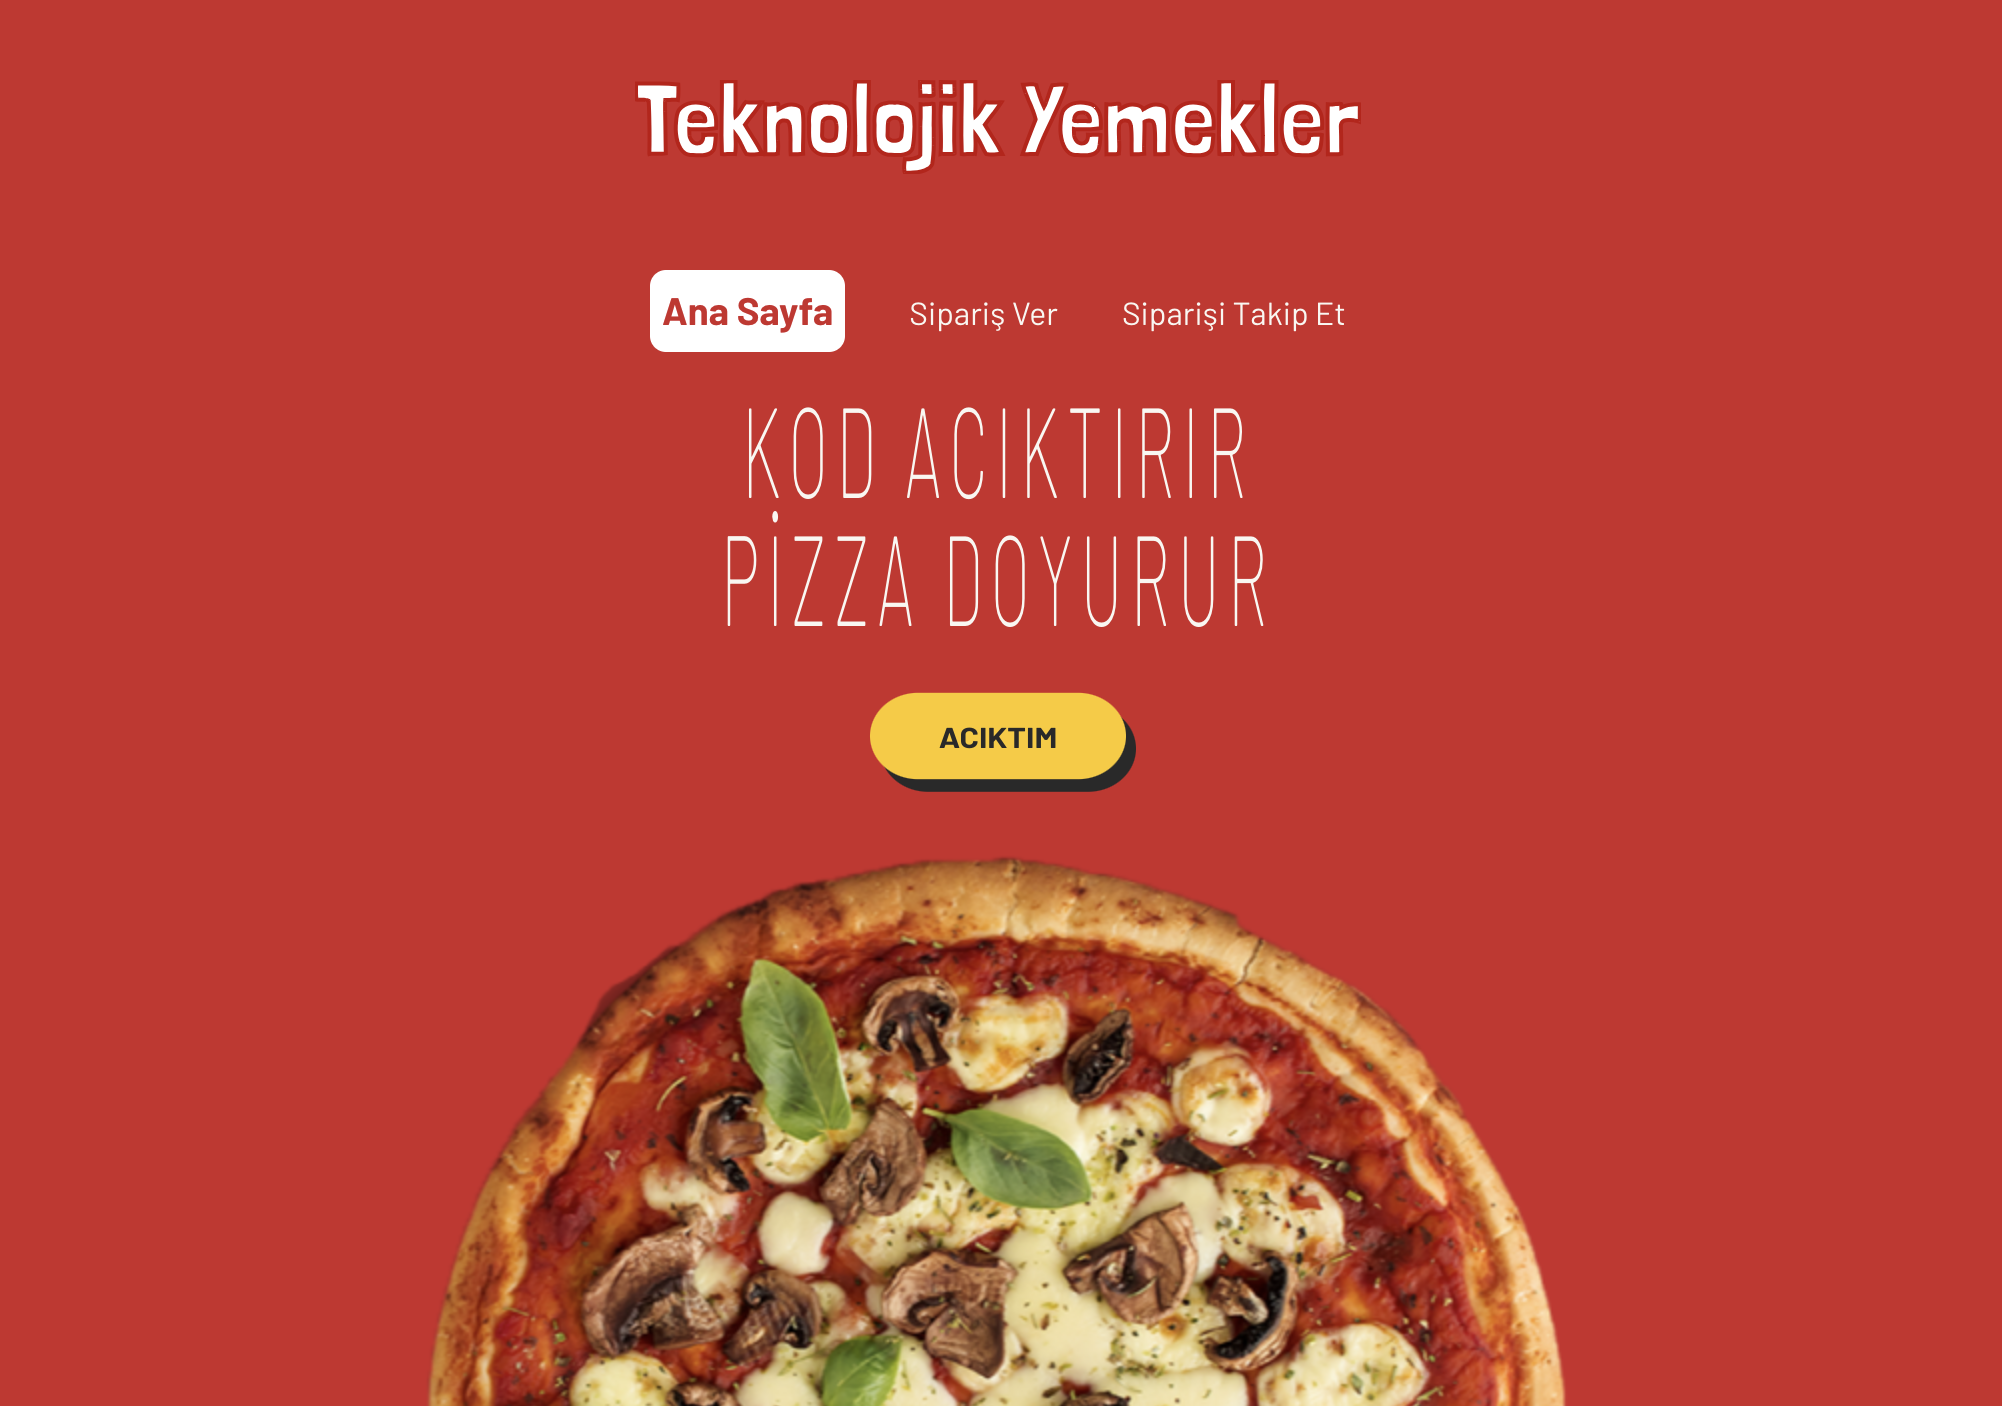 Teknolojik Yemekler
Ana Sayfa
Sipariş Ver
Siparişi Takip Et
KOD ACIKTIRIR
PİZZA DOYURUR
ACIKTIM